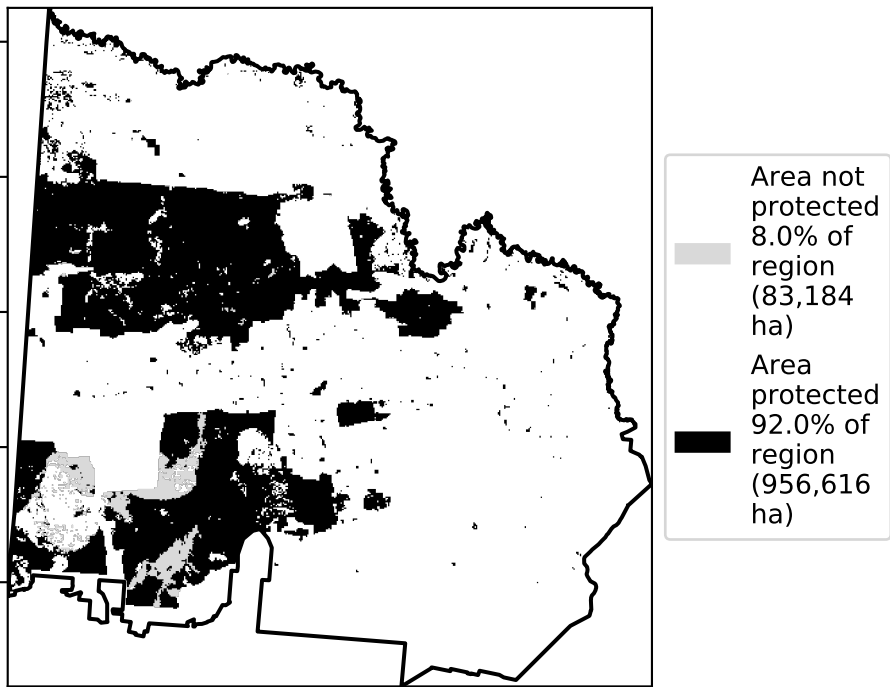 Area not
protected
8.0% of
region
(83,184
ha)
Area
protected
92.0% of
region
(956,616
ha)